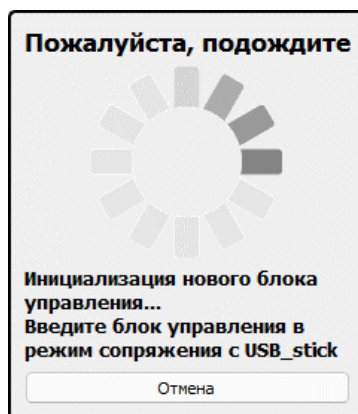 Пожалуйста, подождите
Инициализация нового блока
управления...
Введите блок управления в
режим сопряжения с USB_stick
Отмена